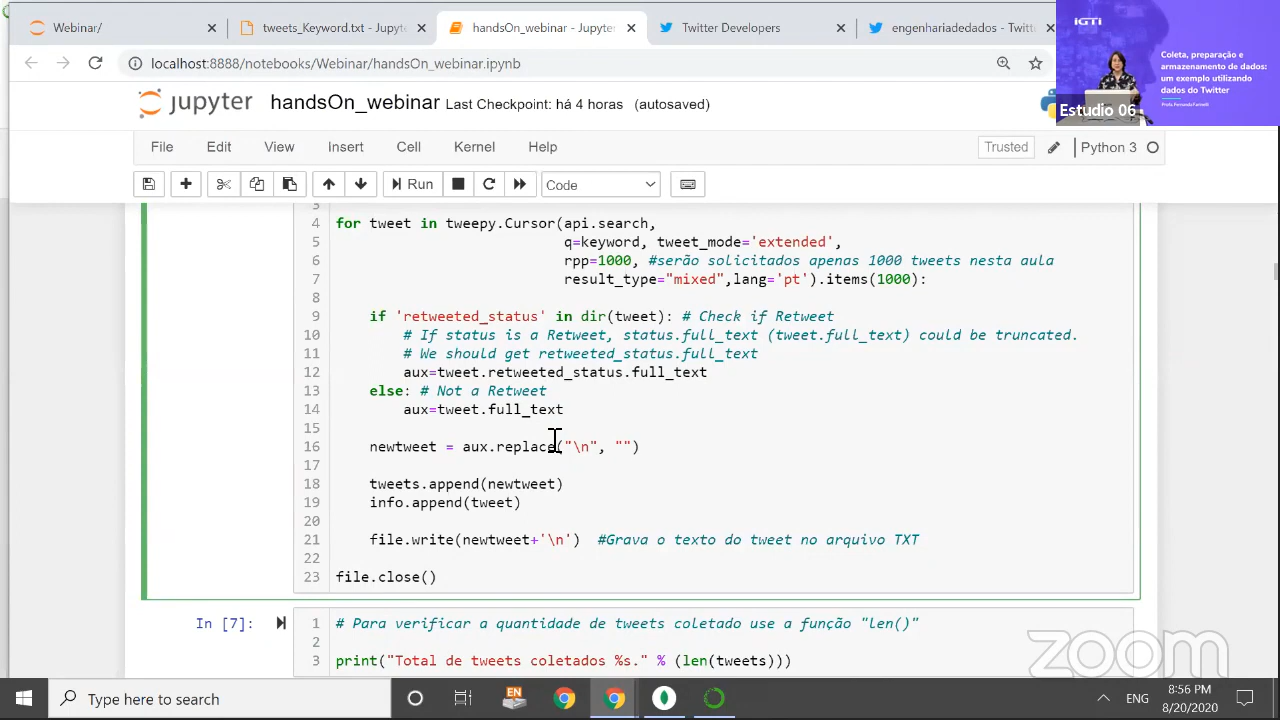 Webinar/
tweets_Keyword.txt - Jupyte
handsOn_webinar - Jupyter
Twitter Developers
engenhariadedados - Twitt
localhost:8888/notebooks/Webinar/handsOn_webinar.ipynb
iGTi
Coleta, preparação e
armazenamento de dados:
um exemplo utilizando
dados do Twitter
Profa. Fernanda Farinelli
Estudio 06
jupyter handsOn_webinar Last Checkpoint: há 4 horas (autosaved)
File Edit View Insert Cell Kernel Help Trusted Python 3
Run Code
3
4 for tweet in tweepy.Cursor(api.search,
5 q=keyword, tweet_mode='extended',
6 rpp=1000, #serão solicitados apenas 1000 tweets nesta aula
7 result_type="mixed",lang='pt').items(1000):
8
9 if 'retweeted_status' in dir(tweet): # Check if Retweet
10 # If status is a Retweet, status.full_text (tweet.full_text) could be truncated.
11 # We should get retweeted_status.full_text
12 aux=tweet.retweeted_status.full_text
13 else: # Not a Retweet
14 aux=tweet.full_text
15
16 newtweet = aux.replace("\n", "")
17
18 tweets.append(newtweet)
19 info.append(tweet)
20
21 file.write(newtweet+'\n') #Grava o texto do tweet no arquivo TXT
22
23 file.close()
In [7]:
1 # Para verificar a quantidade de tweets coletado use a função "len()"
2
3 print("Total de tweets coletados %s." % (len(tweets)))
zoom
Type here to search
EN
ENG
8:56 PM
8/20/2020